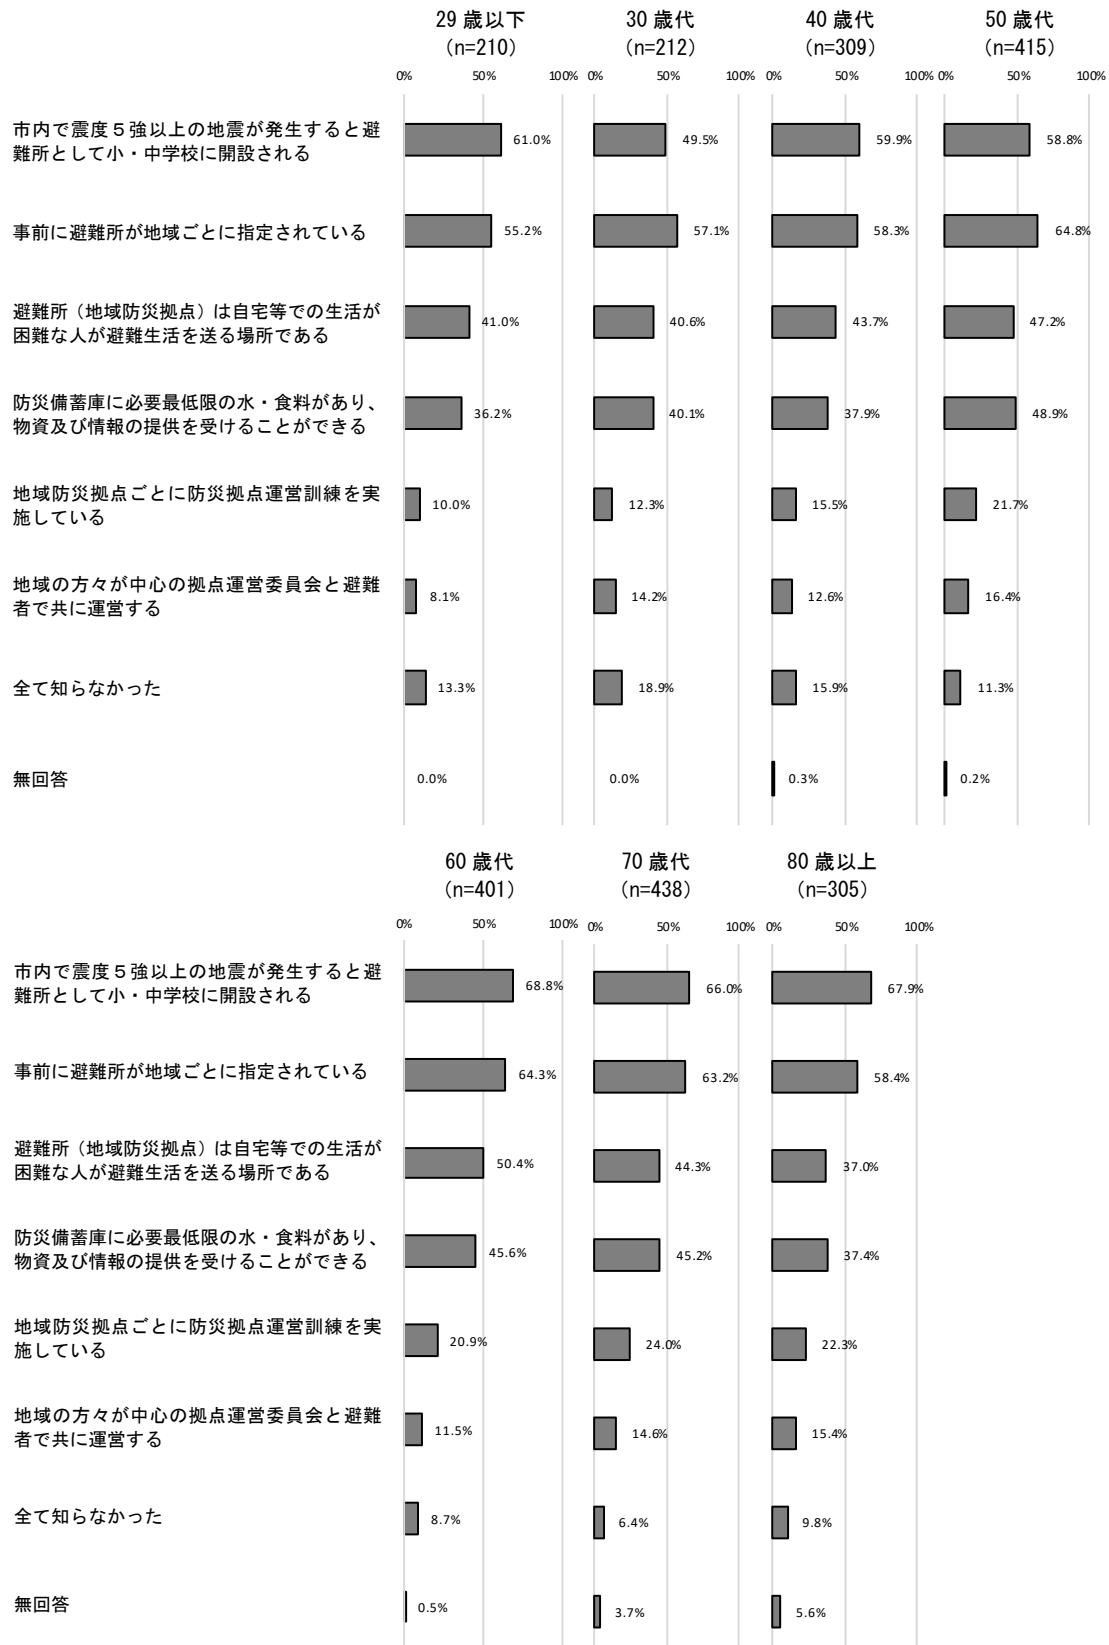 29 歳以下 30 歳代 40 歳代 50 歳代
（n=210） （n=212） （n=309） （n=415）
0% 50% 100% 0% 50% 100% 0% 50% 100% 0% 50% 100%
市内で震度５強以上の地震が発生すると避
難所として小・中学校に開設される
61.0% 49.5% 59.9% 58.8%
事前に避難所が地域ごとに指定されている
55.2% 57.1% 58.3% 64.8%
避難所（地域防災拠点）は自宅等での生活が
困難な人が避難生活を送る場所である
41.0% 40.6% 43.7% 47.2%
防災備蓄庫に必要最低限の水・食料があり、
物資及び情報の提供を受けることができる
36.2% 40.1% 37.9% 48.9%
地域防災拠点ごとに防災拠点運営訓練を実
施している
10.0% 12.3% 15.5% 21.7%
地域の方々が中心の拠点運営委員会と避難
者で共に運営する
8.1% 14.2% 12.6% 16.4%
全て知らなかった
13.3% 18.9% 15.9% 11.3%
無回答
0.0% 0.0% 0.3% 0.2%
60 歳代 70 歳代 80 歳以上
（n=401） （n=438） （n=305）
0% 50% 100% 0% 50% 100% 0% 50% 100%
市内で震度５強以上の地震が発生すると避
難所として小・中学校に開設される
68.8% 66.0% 67.9%
事前に避難所が地域ごとに指定されている
64.3% 63.2% 58.4%
避難所（地域防災拠点）は自宅等での生活が
困難な人が避難生活を送る場所である
50.4% 44.3% 37.0%
防災備蓄庫に必要最低限の水・食料があり、
物資及び情報の提供を受けることができる
45.6% 45.2% 37.4%
地域防災拠点ごとに防災拠点運営訓練を実
施している
20.9% 24.0% 22.3%
地域の方々が中心の拠点運営委員会と避難
者で共に運営する
11.5% 14.6% 15.4%
全て知らなかった
8.7% 6.4% 9.8%
無回答
0.5% 3.7% 5.6%